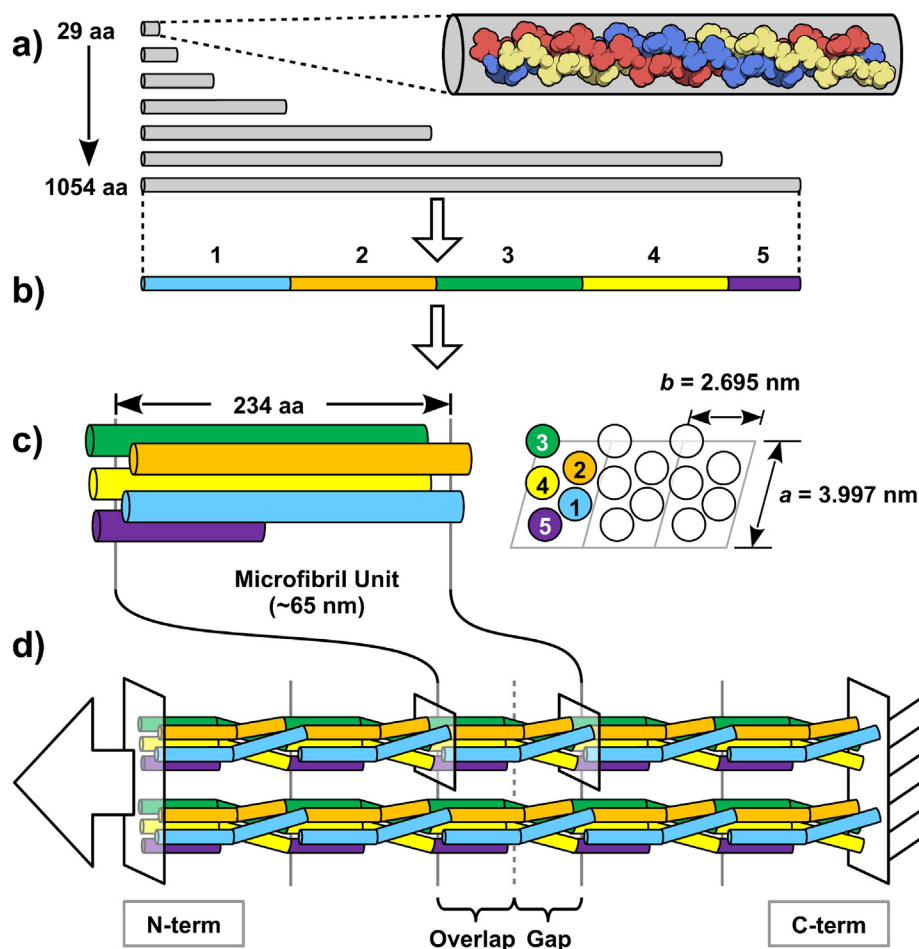 a)
29 aa
1054 aa
1 2 3 4 5
b)
234 aa
c)
b = 2.695 nm
3
2
4
1
5
a = 3.997 nm
Microfibril Unit
(~65 nm)
d)
N-term
C-term
Overlap Gap